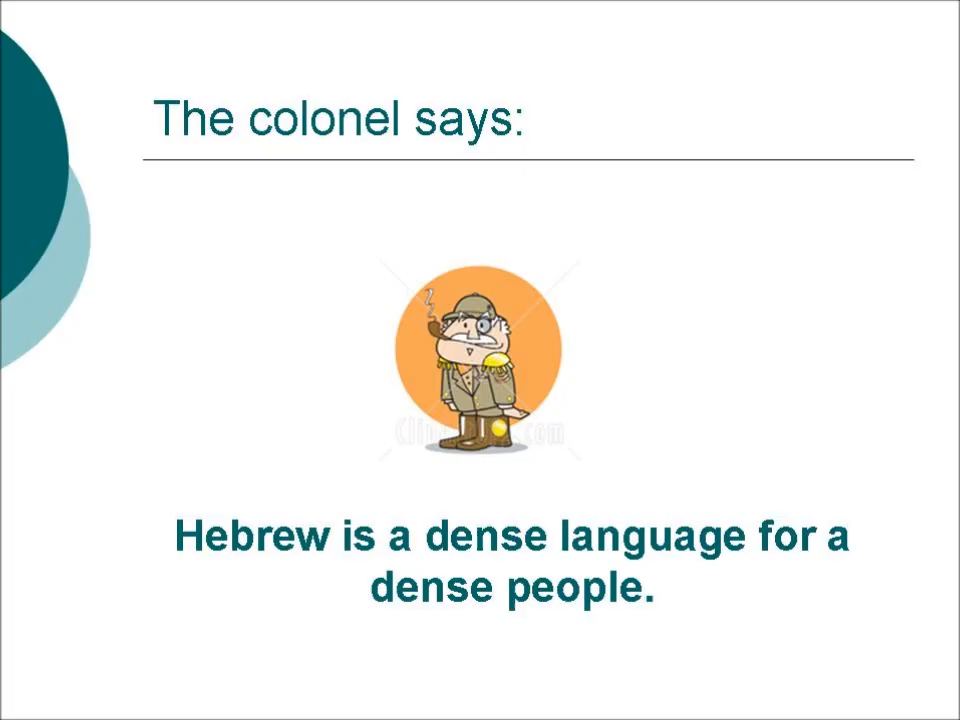 The colonel says:
Hebrew is a dense language for a
dense people.